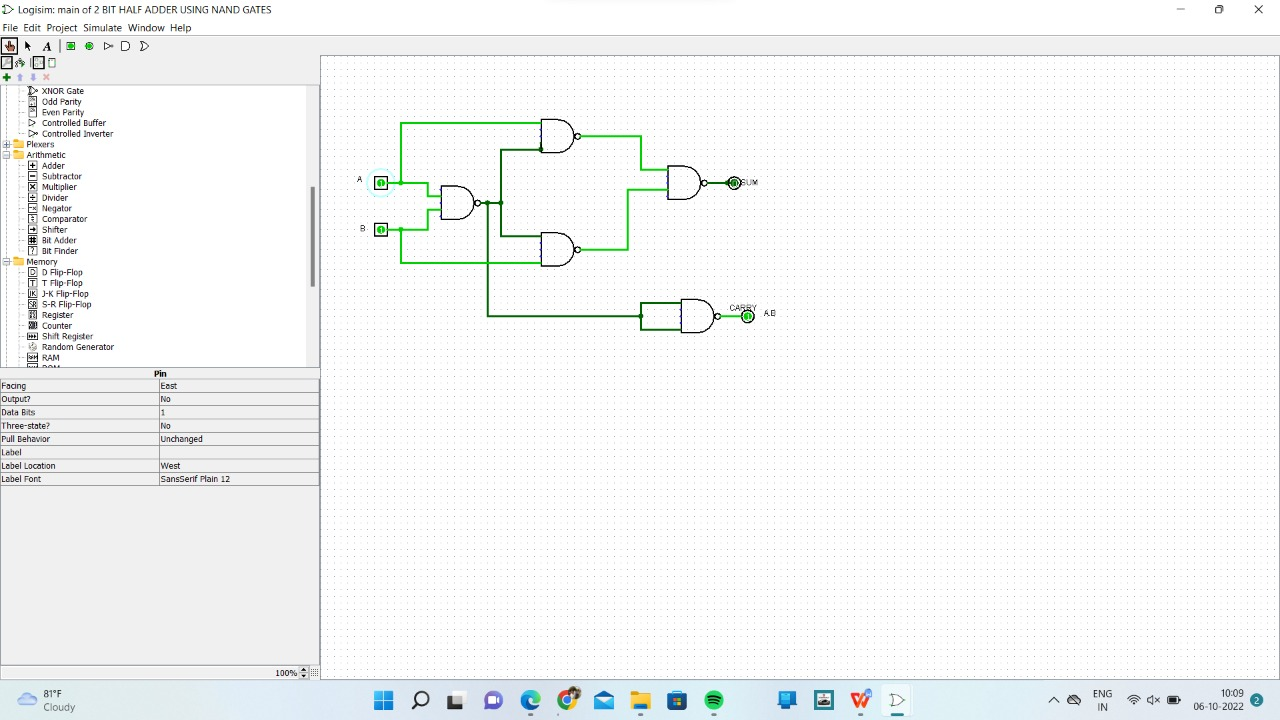 Logisim: main of 2 BIT HALF ADDER USING NAND GATES
File Edit Project Simulate Window Help
A
XNOR Gate
Odd Parity
Even Parity
Controlled Buffer
Controlled Inverter
Plexers
Arithmetic
Adder
Subtractor
Multiplier
Divider
Negator
Comparator
Shifter
Bit Adder
Bit Finder
Memory
D Flip-Flop
T Flip-Flop
J-K Flip-Flop
S-R Flip-Flop
Register
Counter
Shift Register
Random Generator
RAM
Pin
Facing East
Output? No
Data Bits 1
Three-state? No
Pull Behavior Unchanged
Label
Label Location West
Label Font SansSerif Plain 12
100%
A 1
B 1
SUM
CARRY
1 A.B
81°F
Cloudy
ENG
IN
10:09
06-10-2022
2